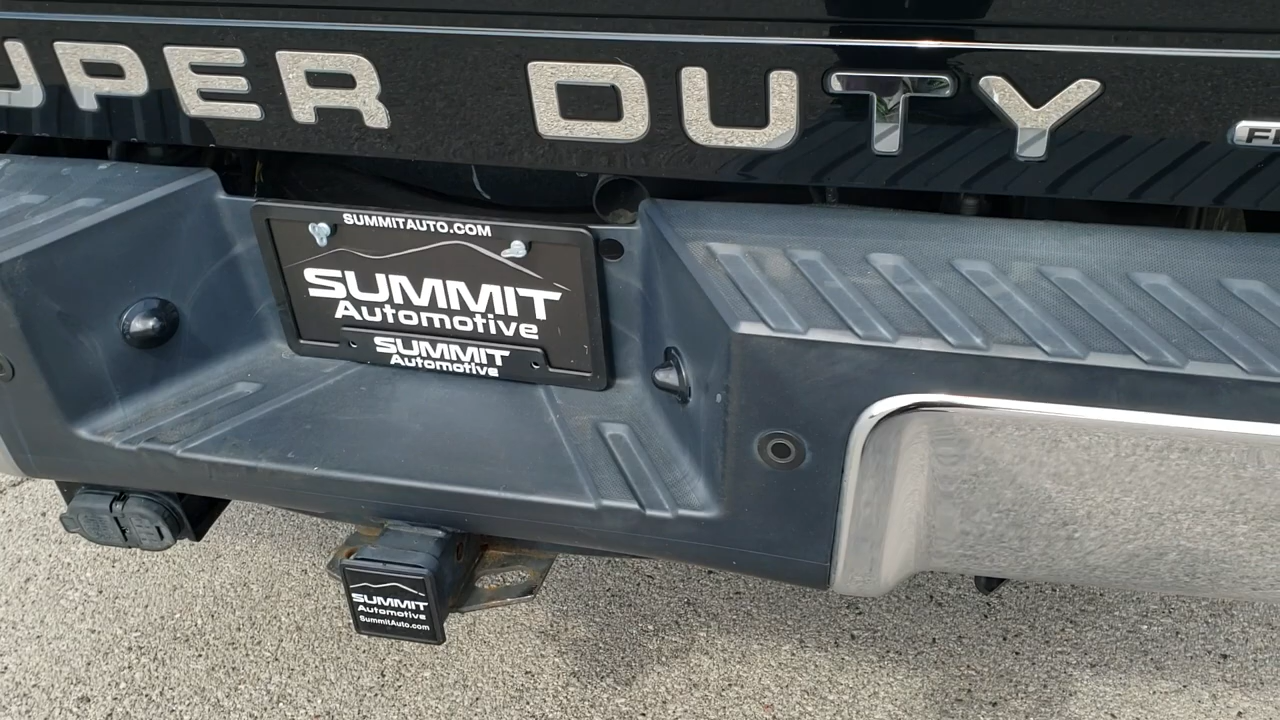 UPER DUTY
SUMMITAUTO.COM
SUMMIT
Automotive
SUMMIT
Automotive
SUMMIT
Automotive
SummitAuto.com